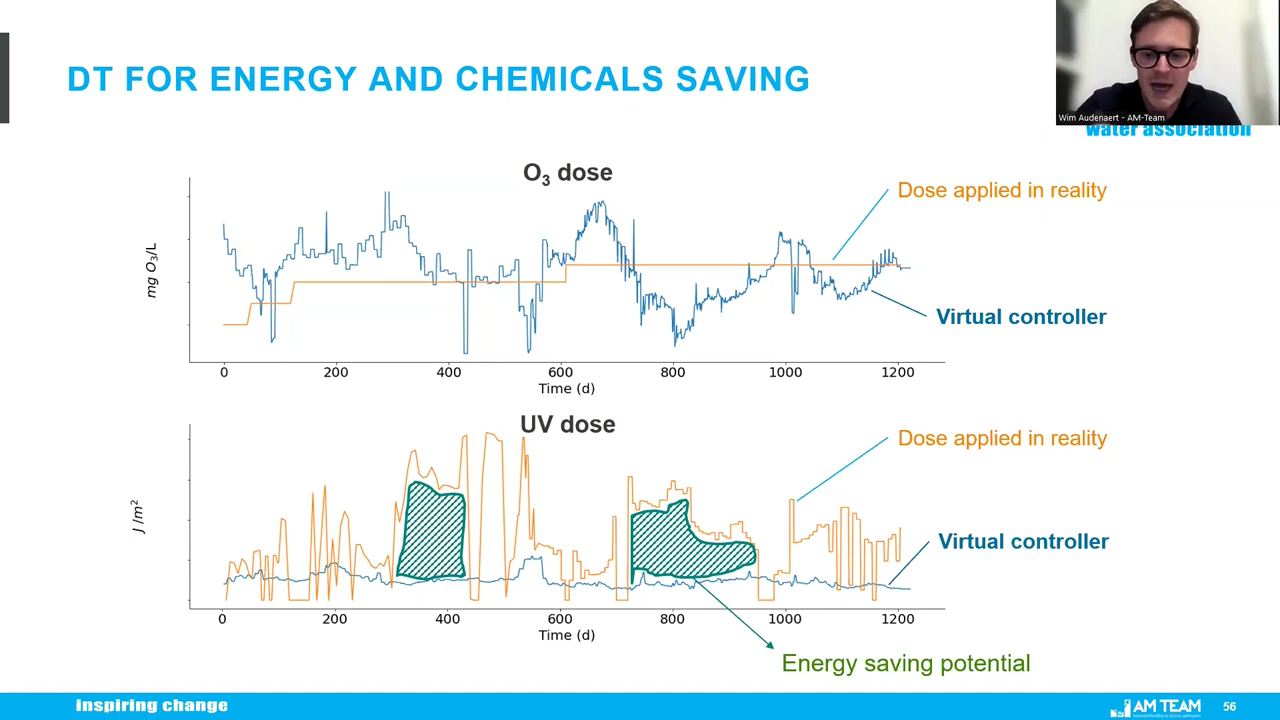 DT FOR ENERGY AND CHEMICALS SAVING
Wim Audenaert - AM-Team
water association
O3 dose
Dose applied in reality
mg O3/L
Virtual controller
0 200 400 600 800 1000 1200
Time (d)
UV dose
Dose applied in reality
J /m2
Virtual controller
0 200 400 600 800 1000 1200
Time (d)
Energy saving potential
inspiring change
AM TEAM
56